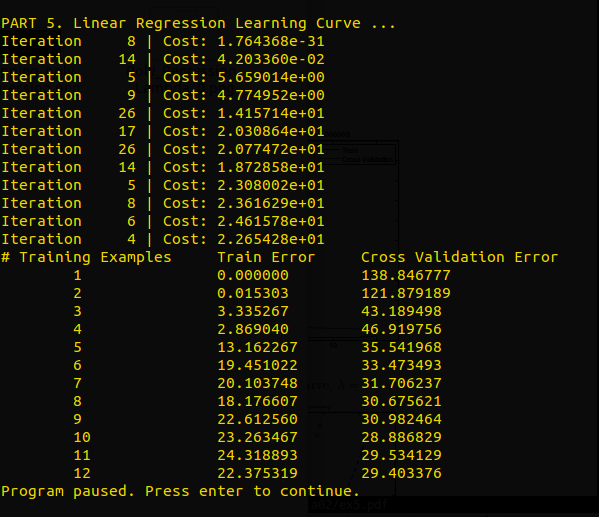 PART 5. Linear Regression Learning Curve ...
Iteration     8 | Cost: 1.764368e-31
Iteration    14 | Cost: 4.203360e-02
Iteration     5 | Cost: 5.659014e+00
Iteration     9 | Cost: 4.774952e+00
Iteration    26 | Cost: 1.415714e+01
Iteration    17 | Cost: 2.030864e+01
Iteration    26 | Cost: 2.077472e+01
Iteration    14 | Cost: 1.872858e+01
Iteration     5 | Cost: 2.308002e+01
Iteration     8 | Cost: 2.361629e+01
Iteration     6 | Cost: 2.461578e+01
Iteration     4 | Cost: 2.265428e+01
# Training Examples     Train Error     Cross Validation Error
1     0.000000     138.846777
2     0.015303     121.879189
3     3.335267     43.189498
4     2.869040     46.919756
5     13.162267     35.541968
6     19.451022     33.473493
7     20.103748     31.706237
8     18.176607     30.675621
9     22.612560     30.982464
10     23.263467     28.886829
11     24.318893     29.534129
12     22.375319     29.403376
Program paused. Press enter to continue.